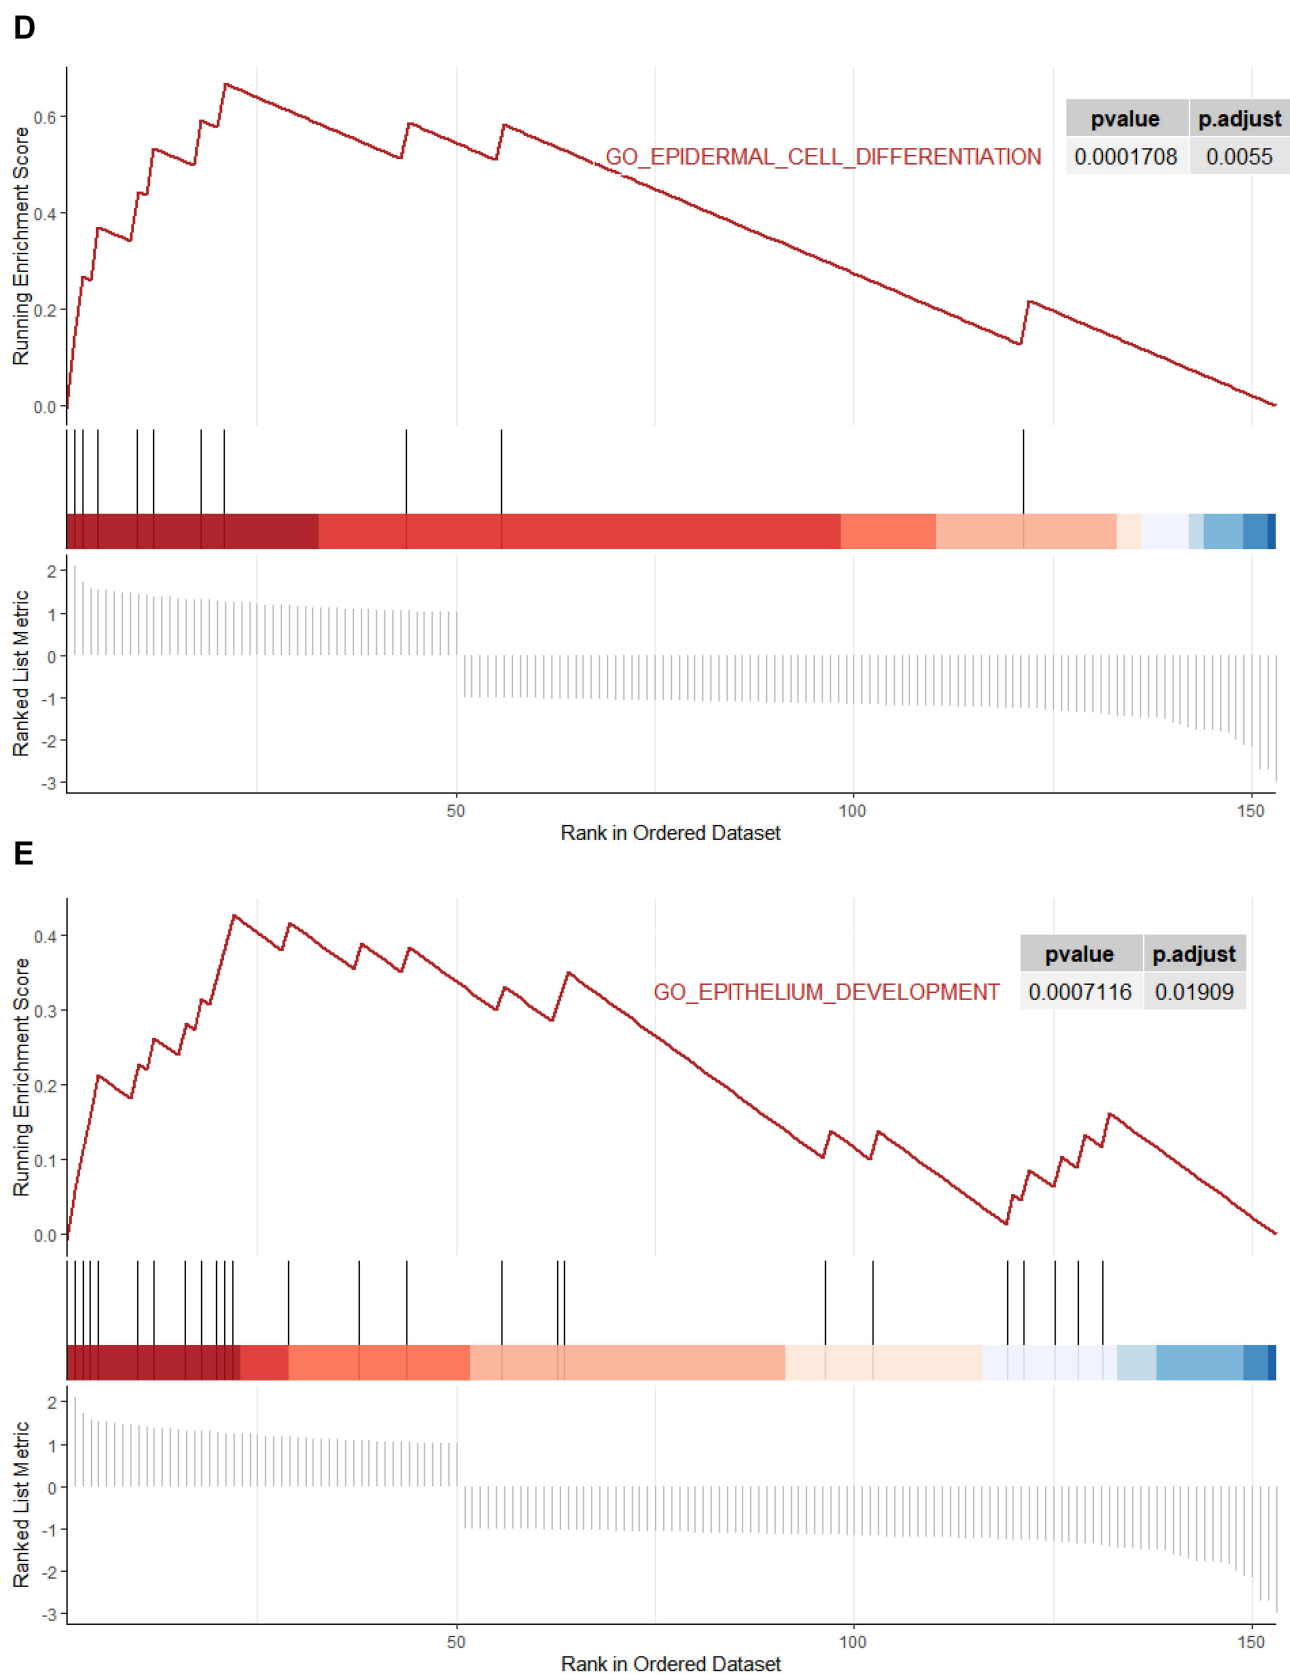 D
Running Enrichment Score
0.6
0.4
0.2
0.0
GO_EPIDERMAL_CELL_DIFFERENTIATION
pvalue p.adjust
0.0001708 0.0055
Ranked List Metric
2
1
0
-1
-2
-3
50 100 150
Rank in Ordered Dataset
E
Running Enrichment Score
0.4
0.3
0.2
0.1
0.0
GO_EPITHELIUM_DEVELOPMENT
pvalue p.adjust
0.0007116 0.01909
Ranked List Metric
2
1
0
-1
-2
-3
50 100 150
Rank in Ordered Dataset